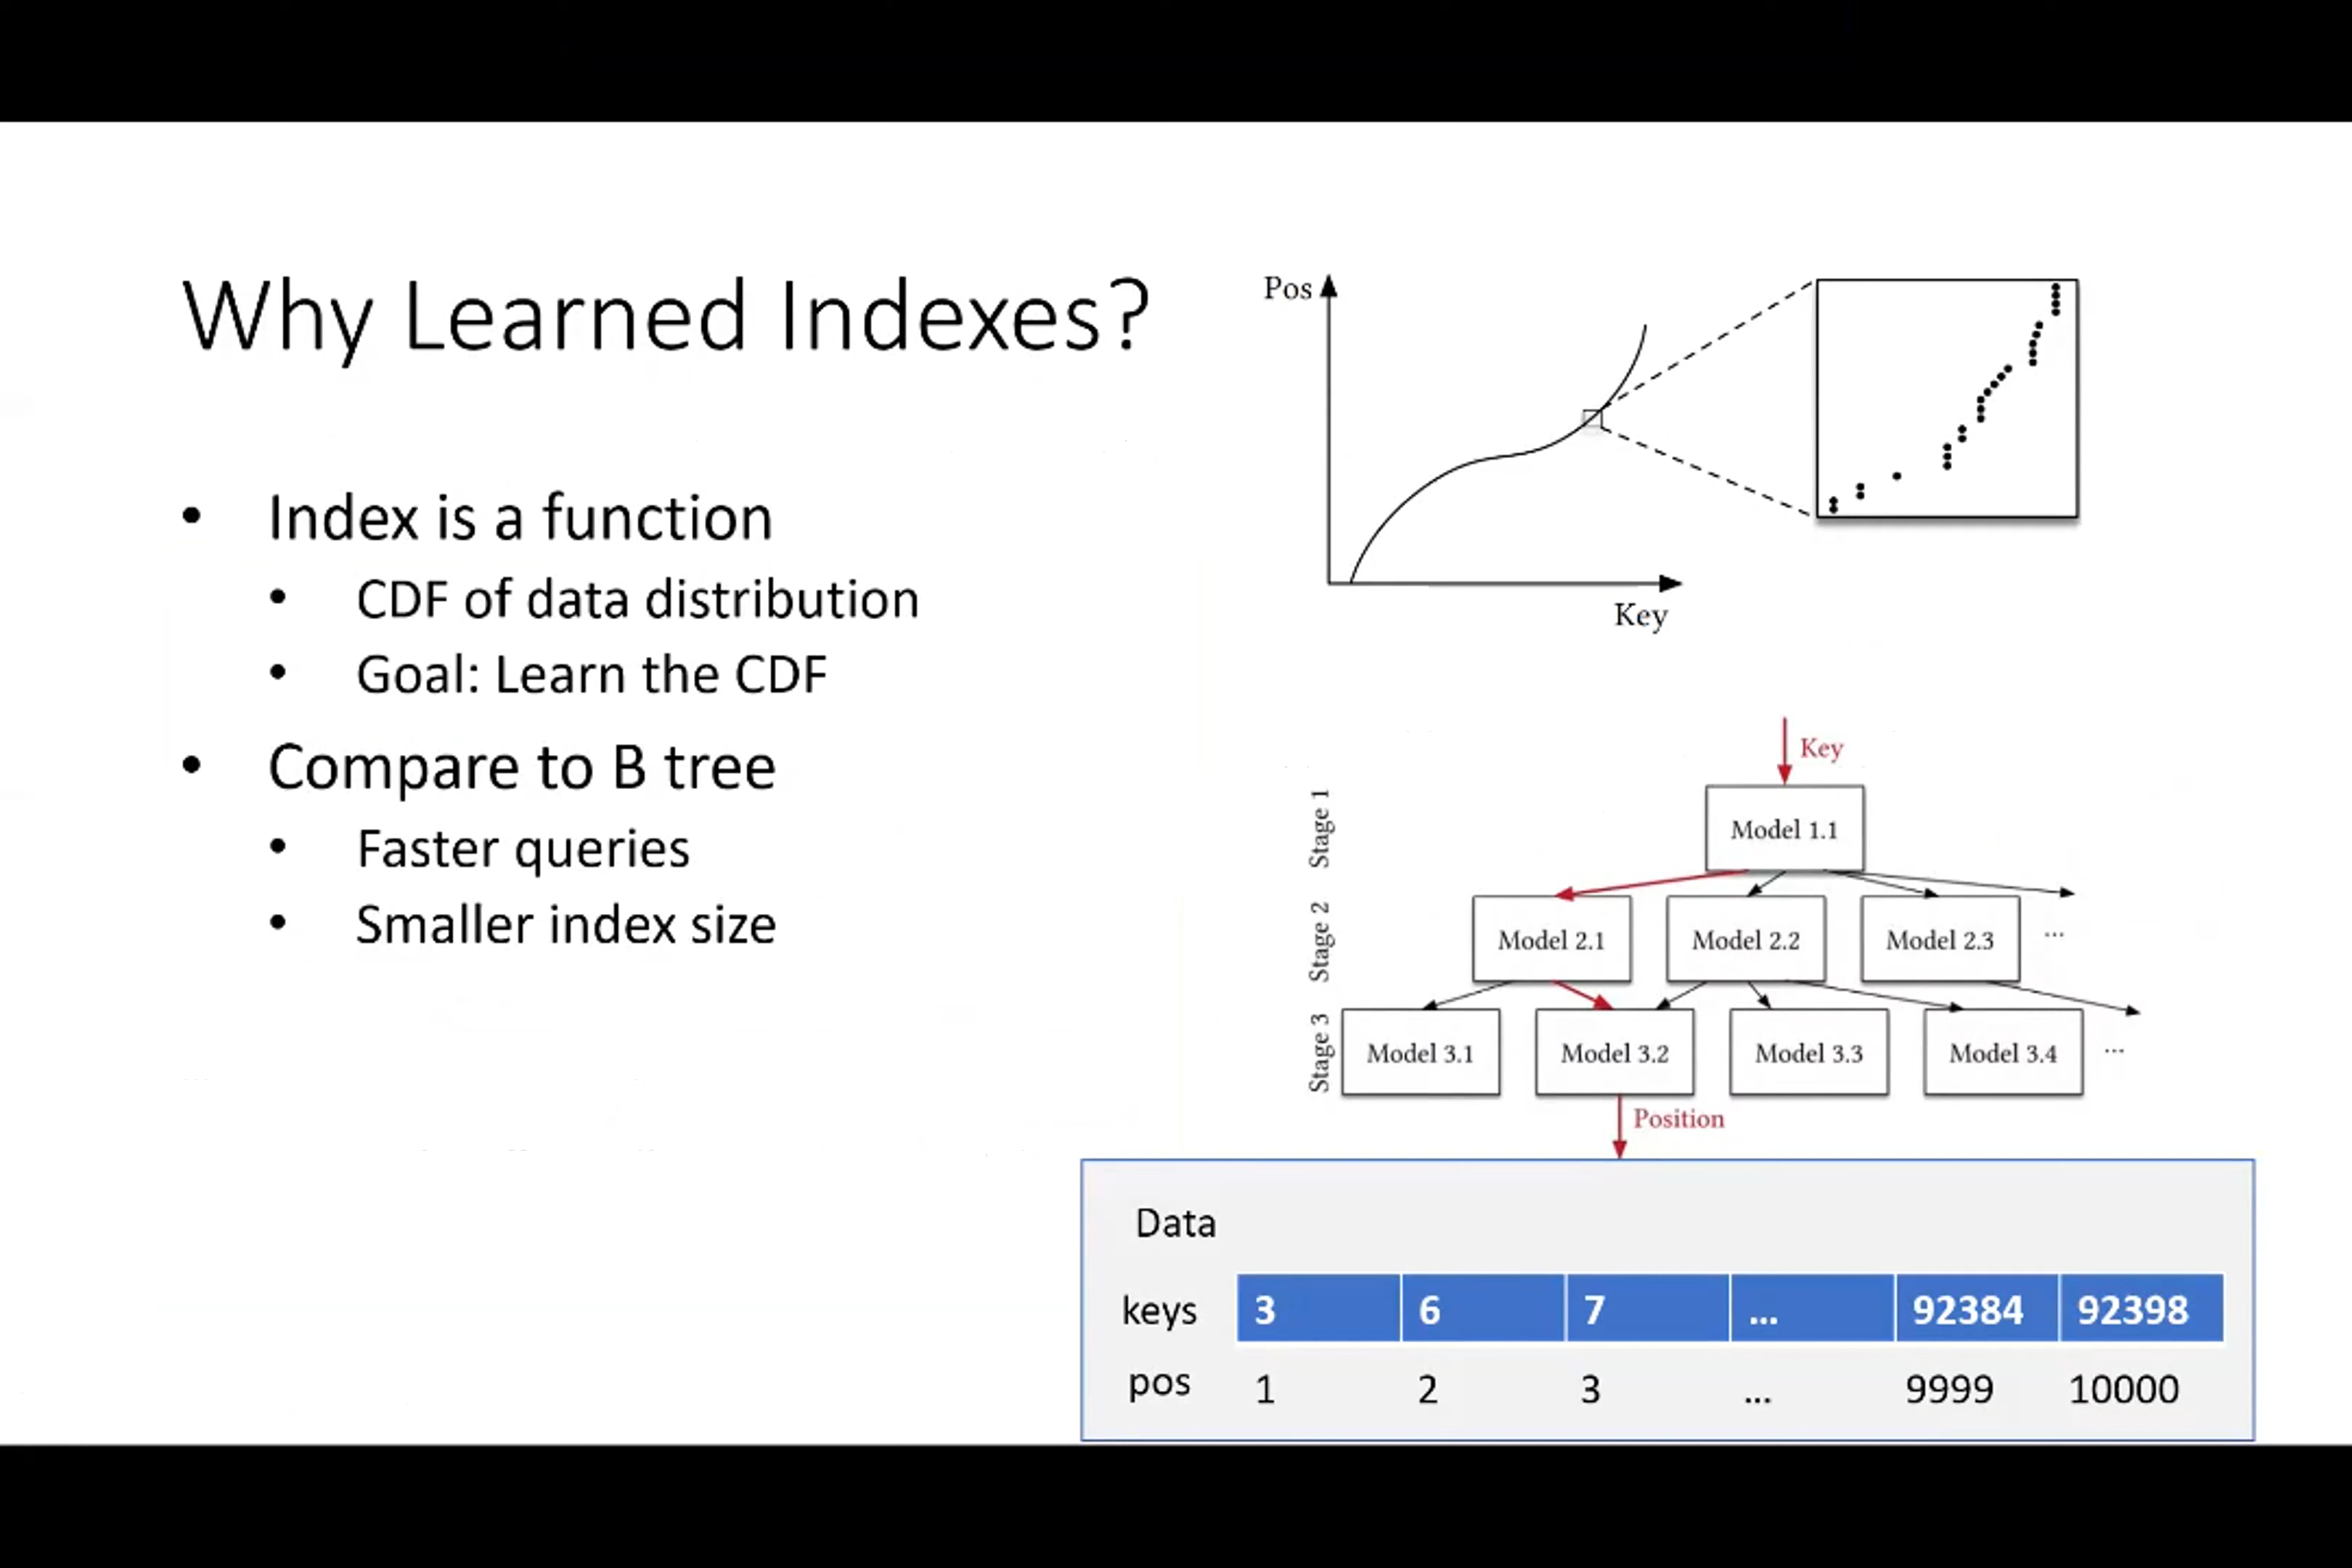 Why Learned Indexes?
• Index is a function
• CDF of data distribution
• Goal: Learn the CDF
• Compare to B tree
• Faster queries
• Smaller index size
Pos
Key
Key
Stage 1
Model 1.1
Stage 2
Model 2.1 Model 2.2 Model 2.3 ...
Stage 3
Model 3.1 Model 3.2 Model 3.3 Model 3.4 ...
Position
Data
keys 3 6 7 ... 92384 92398
pos 1 2 3 ... 9999 10000